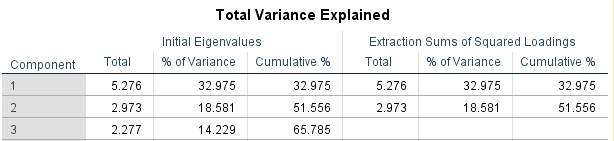 Total Variance Explained
Initial Eigenvalues Extraction Sums of Squared Loadings
Component Total % of Variance Cumulative % Total % of Variance Cumulative %
1 5.276 32.975 32.975 5.276 32.975 32.975
2 2.973 18.581 51.556 2.973 18.581 51.556
3 2.277 14.229 65.785